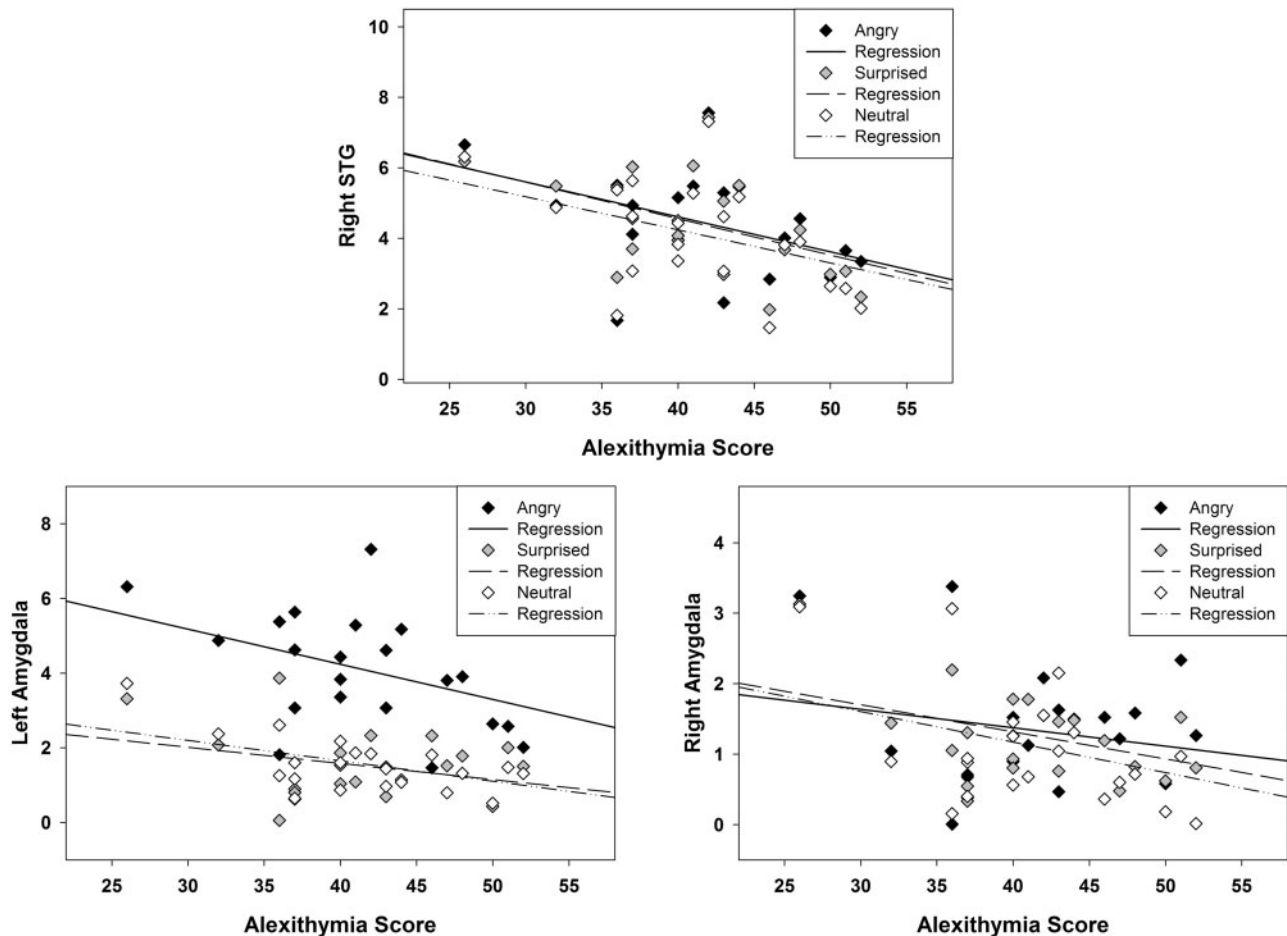 10
8
6
4
2
0
Right STG
Angry
Regression
Surprised
Regression
Neutral
Regression
25 30 35 40 45 50 55
Alexithymia Score
8
6
4
2
0
Left Amygdala
Angry
Regression
Surprised
Regression
Neutral
Regression
25 30 35 40 45 50 55
Alexithymia Score
4
3
2
1
0
Right Amygdala
Angry
Regression
Surprised
Regression
Neutral
Regression
25 30 35 40 45 50 55
Alexithymia Score